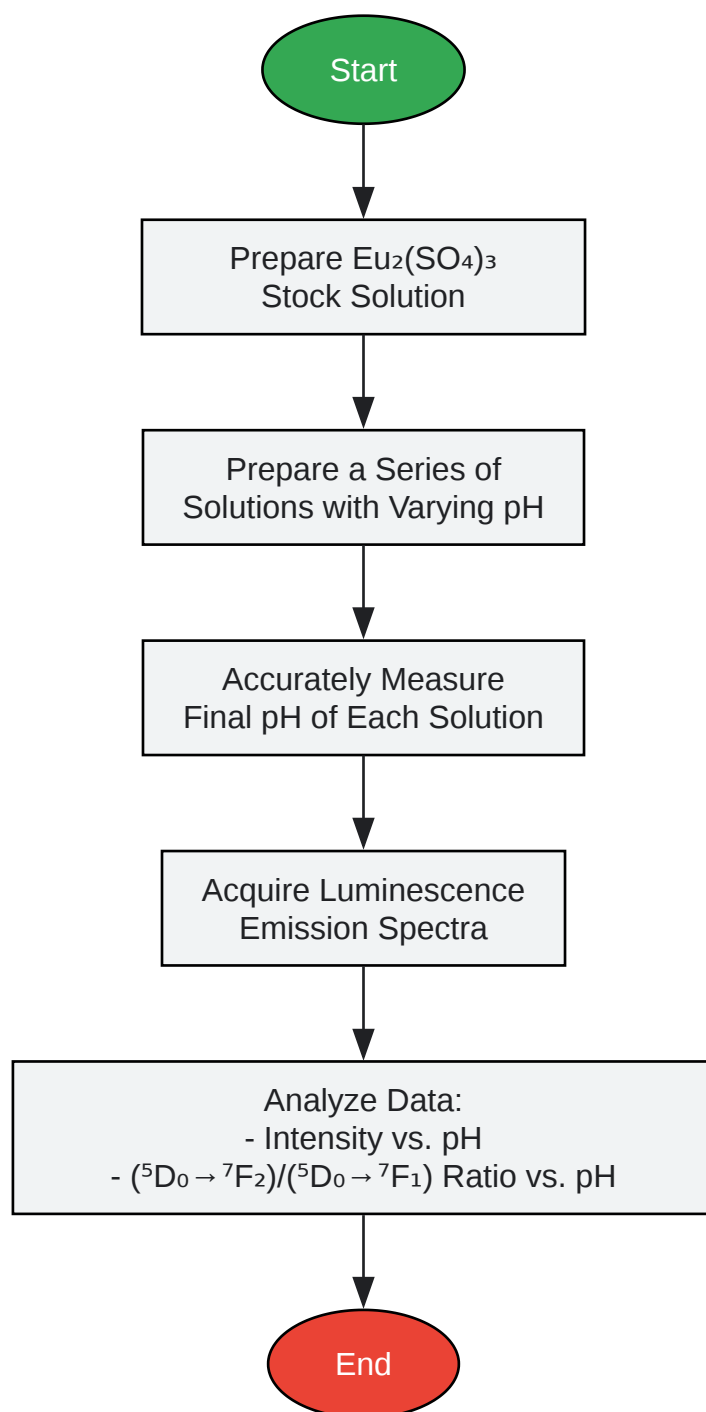 Start
Prepare Eu₂(SO₄)₃
Stock Solution
Prepare a Series of
Solutions with Varying pH
Accurately Measure
Final pH of Each Solution
Acquire Luminescence
Emission Spectra
Analyze Data:
- Intensity vs. pH
- (⁵D₀→⁷F₂)/(⁵D₀→⁷F₁) Ratio vs. pH
End